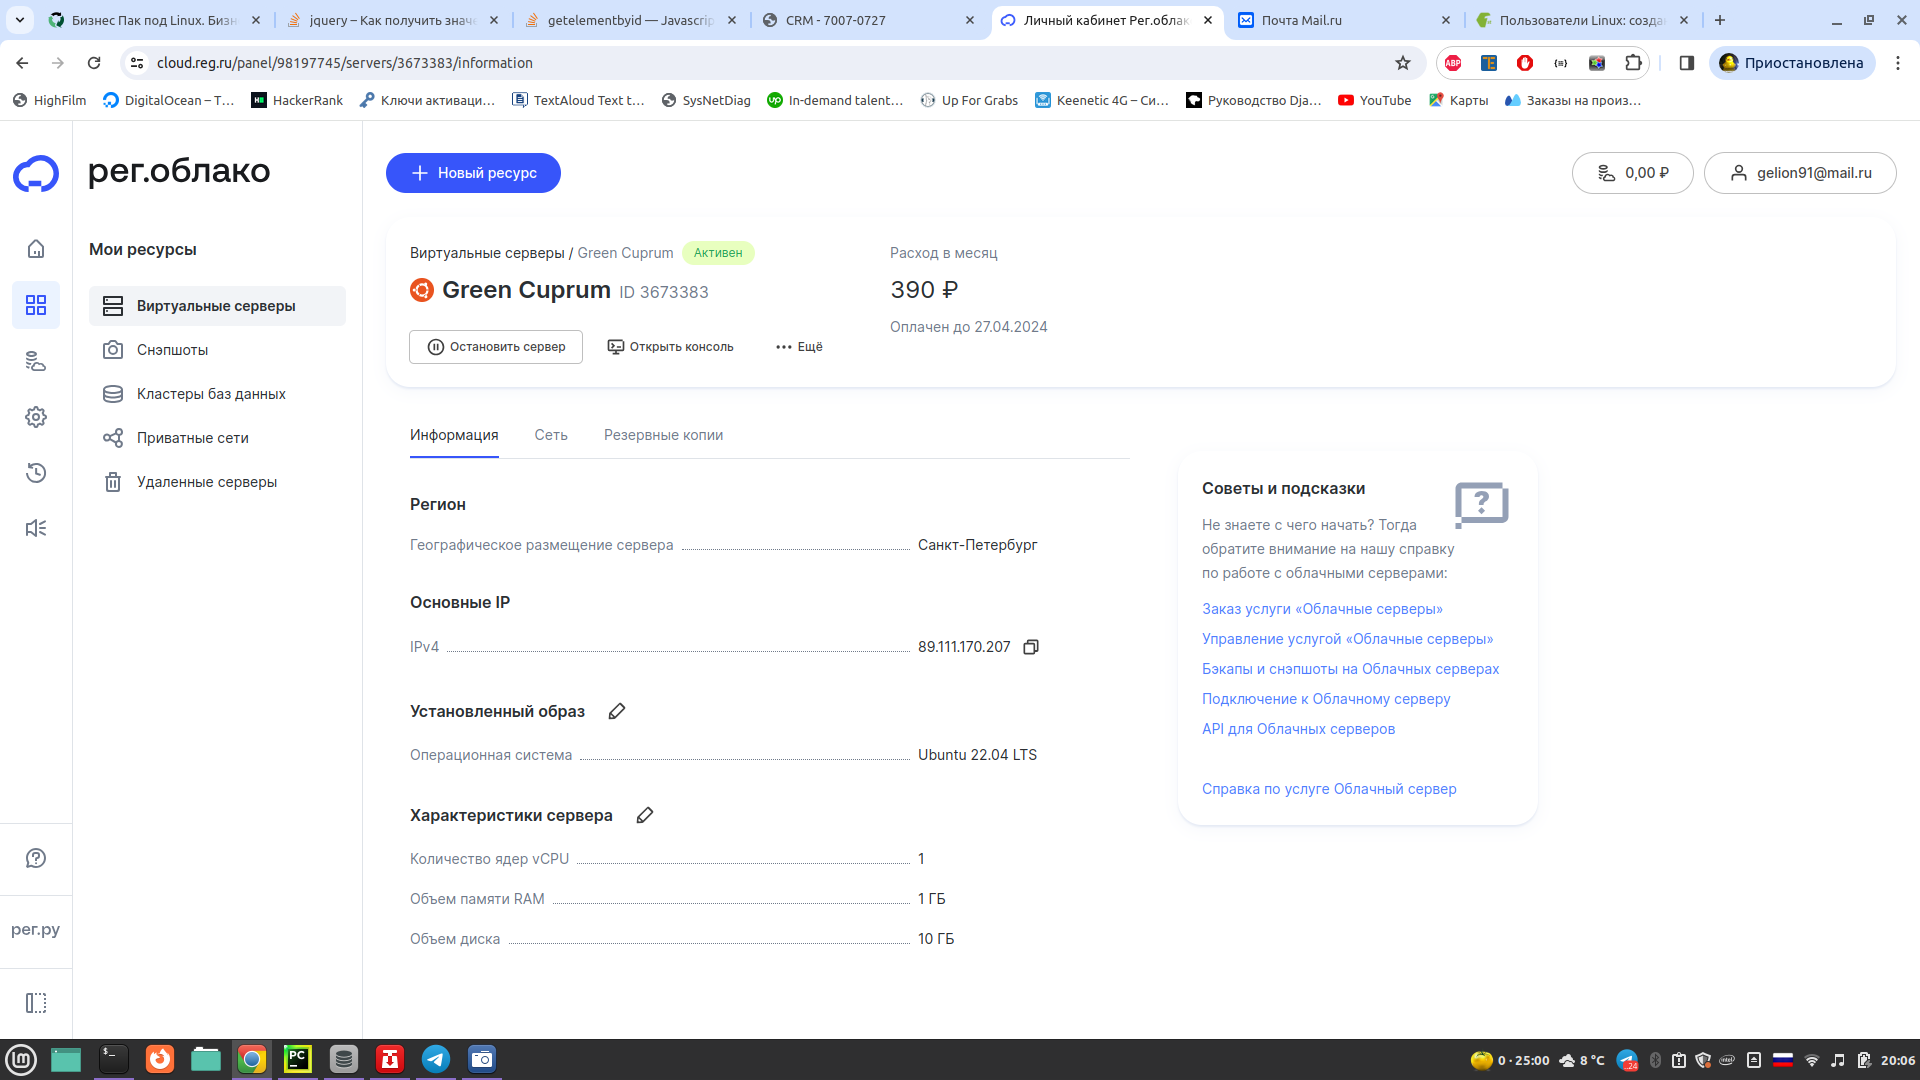 Бизнес Пак под Linux. Бизн
jquery – Как получить значе
getelementbyid — Javascrip
CRM - 7007-0727
Личный кабинет Рег.облак
Почта Mail.ru
Пользователи Linux: созда
cloud.reg.ru/panel/98197745/servers/3673383/information
ABP
Приостановлена
HighFilm
DigitalOcean – Т…
HackerRank
Ключи активаци…
TextAloud Text t…
SysNetDiag
In-demand talent…
Up For Grabs
Keenetic 4G – Си…
Руководство Dja…
YouTube
Карты
Заказы на произ…
рег.облако
Новый ресурс
0,00 ₽
gelion91@mail.ru
Мои ресурсы
Виртуальные серверы
Снэпшоты
Кластеры баз данных
Приватные сети
Удаленные серверы
рег.ру
Виртуальные серверы / Green Cuprum
Активен
Green Cuprum ID 3673383
Остановить сервер
Открыть консоль
Ещё
Расход в месяц
390 ₽
Оплачен до 27.04.2024
Информация
Сеть
Резервные копии
Регион
Географическое размещение сервера Санкт-Петербург
Основные IP
IPv4 89.111.170.207
Установленный образ
Операционная система Ubuntu 22.04 LTS
Характеристики сервера
Количество ядер vCPU 1
Объем памяти RAM 1 ГБ
Объем диска 10 ГБ
Советы и подсказки
Не знаете с чего начать? Тогда
обратите внимание на нашу справку
по работе с облачными серверами:
Заказ услуги «Облачные серверы»
Управление услугой «Облачные серверы»
Бэкапы и снэпшоты на Облачных серверах
Подключение к Облачному серверу
API для Облачных серверов
Справка по услуге Облачный сервер
PC
0 · 25:00
8 °C
20:06